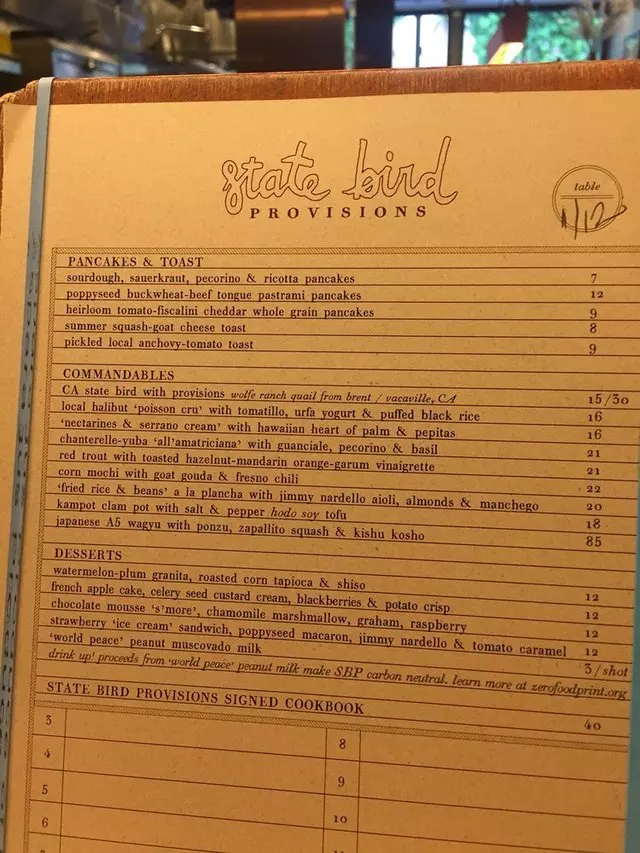 state bird
PROVISIONS
table
12
PANCAKES & TOAST
sourdough, sauerkraut, pecorino & ricotta pancakes 7
poppyseed buckwheat-beef tongue pastrami pancakes 12
heirloom tomato-fiscalini cheddar whole grain pancakes 9
summer squash-goat cheese toast 8
pickled local anchovy-tomato toast 9
COMMANDABLES
CA state bird with provisions wolfe ranch quail from brent / vacaville, CA 15/30
local halibut 'poisson cru' with tomatillo, urfa yogurt & puffed black rice 16
'nectarines & serrano cream' with hawaiian heart of palm & pepitas 16
chanterelle-yuba 'all'amatriciana' with guanciale, pecorino & basil 21
red trout with toasted hazelnut-mandarin orange-garum vinaigrette 21
corn mochi with goat gouda & fresno chili 22
'fried rice & beans' a la plancha with jimmy nardello aioli, almonds & manchego 20
kampot clam pot with salt & pepper hodo soy tofu 18
japanese A5 wagyu with ponzu, zapallito squash & kishu kosho 85
DESSERTS
watermelon-plum granita, roasted corn tapioca & shiso 12
french apple cake, celery seed custard cream, blackberries & potato crisp 12
chocolate mousse 's'more', chamomile marshmallow, graham, raspberry 12
strawberry 'ice cream' sandwich, poppyseed macaron, jimmy nardello & tomato caramel 12
'world peace' peanut muscovado milk 3/shot
drink up! proceeds from 'world peace' peanut milk make SBP carbon neutral. learn more at zerofoodprint.org
STATE BIRD PROVISIONS SIGNED COOKBOOK 40
3 8
4 9
5 10
6